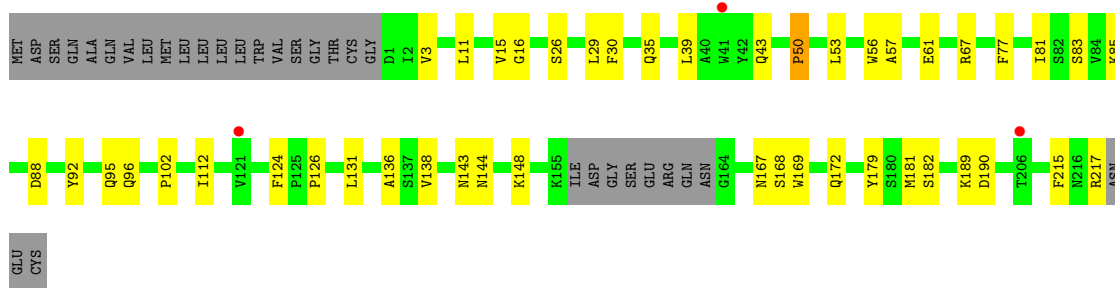 MET ASP SER GLN ALA GLN VAL LEU MET LEU LEU LEU LEU LEU TRP VAL SER GLY THR CYS GLY D1 I2 V3 L11 V15 G16 S26 L29 F30 Q35 L39 A40 W41 Y42 Q43 P50 L53 W56 A57 E61 R67 F77 I81 S82 S83 V84 K85
D88 Y92 Q95 Q96 P102 I112 V121 F124 P125 P126 L131 A136 S137 V138 N143 N144 K148 K155 ILE ASP GLY SER GLU ARG GLN ASN G164 N167 S168 W169 Q172 Y179 S180 M181 S182 K189 D190 T206 F215 N216 R217 ASN
GLU CYS